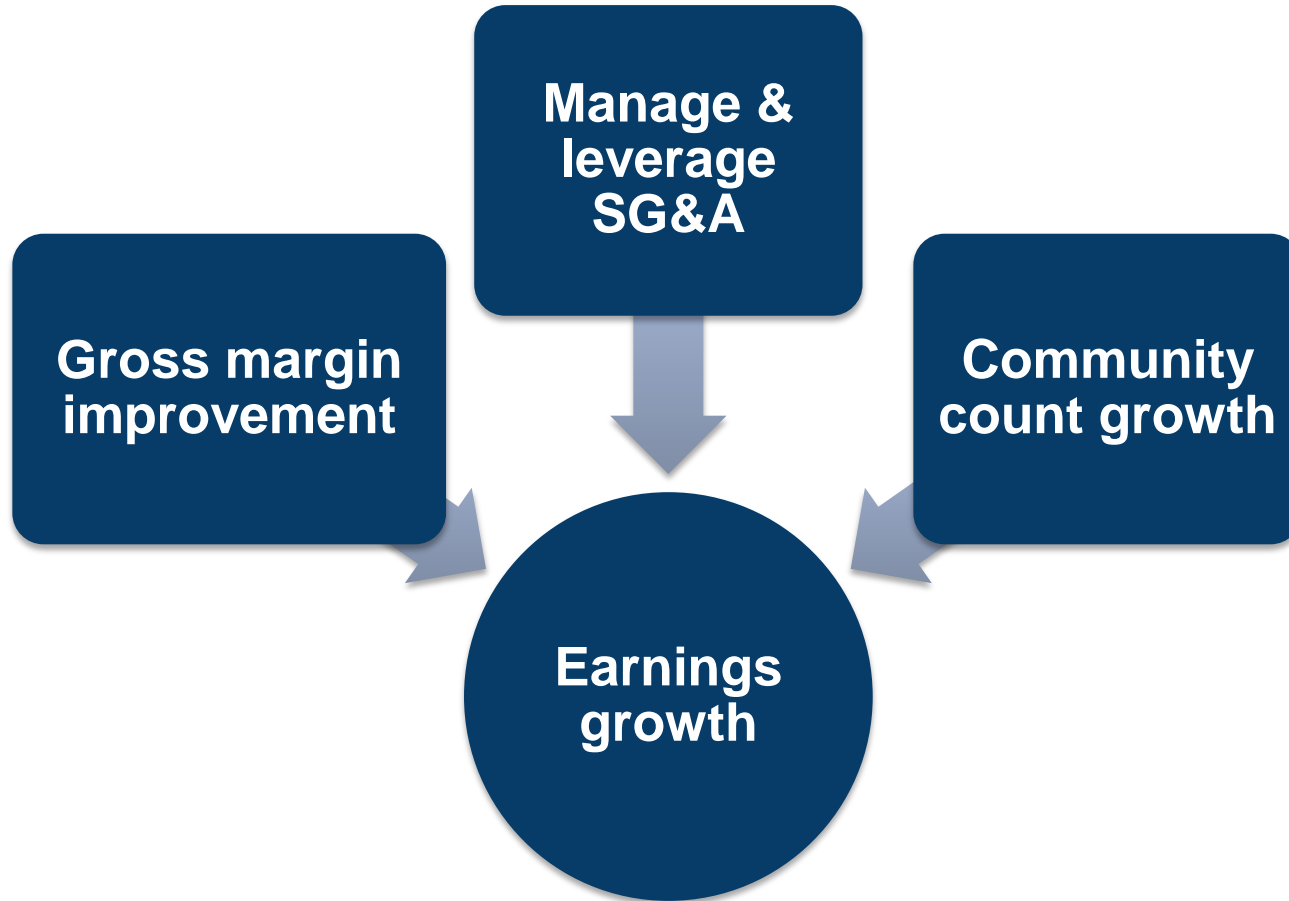 Manage &
leverage
SG&A
Gross margin
improvement
Community
count growth
Earnings
growth